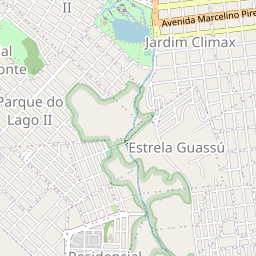 II
Avenida Marcelino Pire
Jardim Climax
al
onte
Parque do
Lago II
Estrela Guassú
Residencial